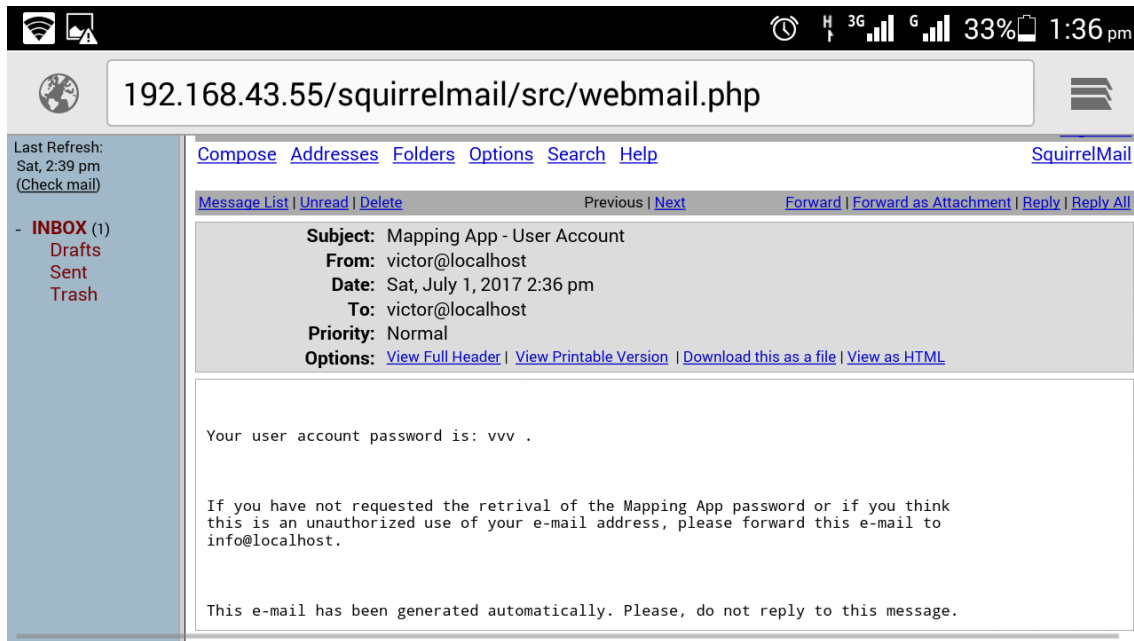 H 3G G 33% 1:36 pm
192.168.43.55/squirrelmail/src/webmail.php
Last Refresh:
Sat, 2:39 pm
(Check mail)
- INBOX (1)
Drafts
Sent
Trash
Compose Addresses Folders Options Search Help SquirrelMail
Message List | Unread | Delete Previous | Next Forward | Forward as Attachment | Reply | Reply All
Subject: Mapping App - User Account
From: victor@localhost
Date: Sat, July 1, 2017 2:36 pm
To: victor@localhost
Priority: Normal
Options: View Full Header | View Printable Version | Download this as a file | View as HTML
Your user account password is: vvv .
If you have not requested the retrival of the Mapping App password or if you think
this is an unauthorized use of your e-mail address, please forward this e-mail to
info@localhost.
This e-mail has been generated automatically. Please, do not reply to this message.